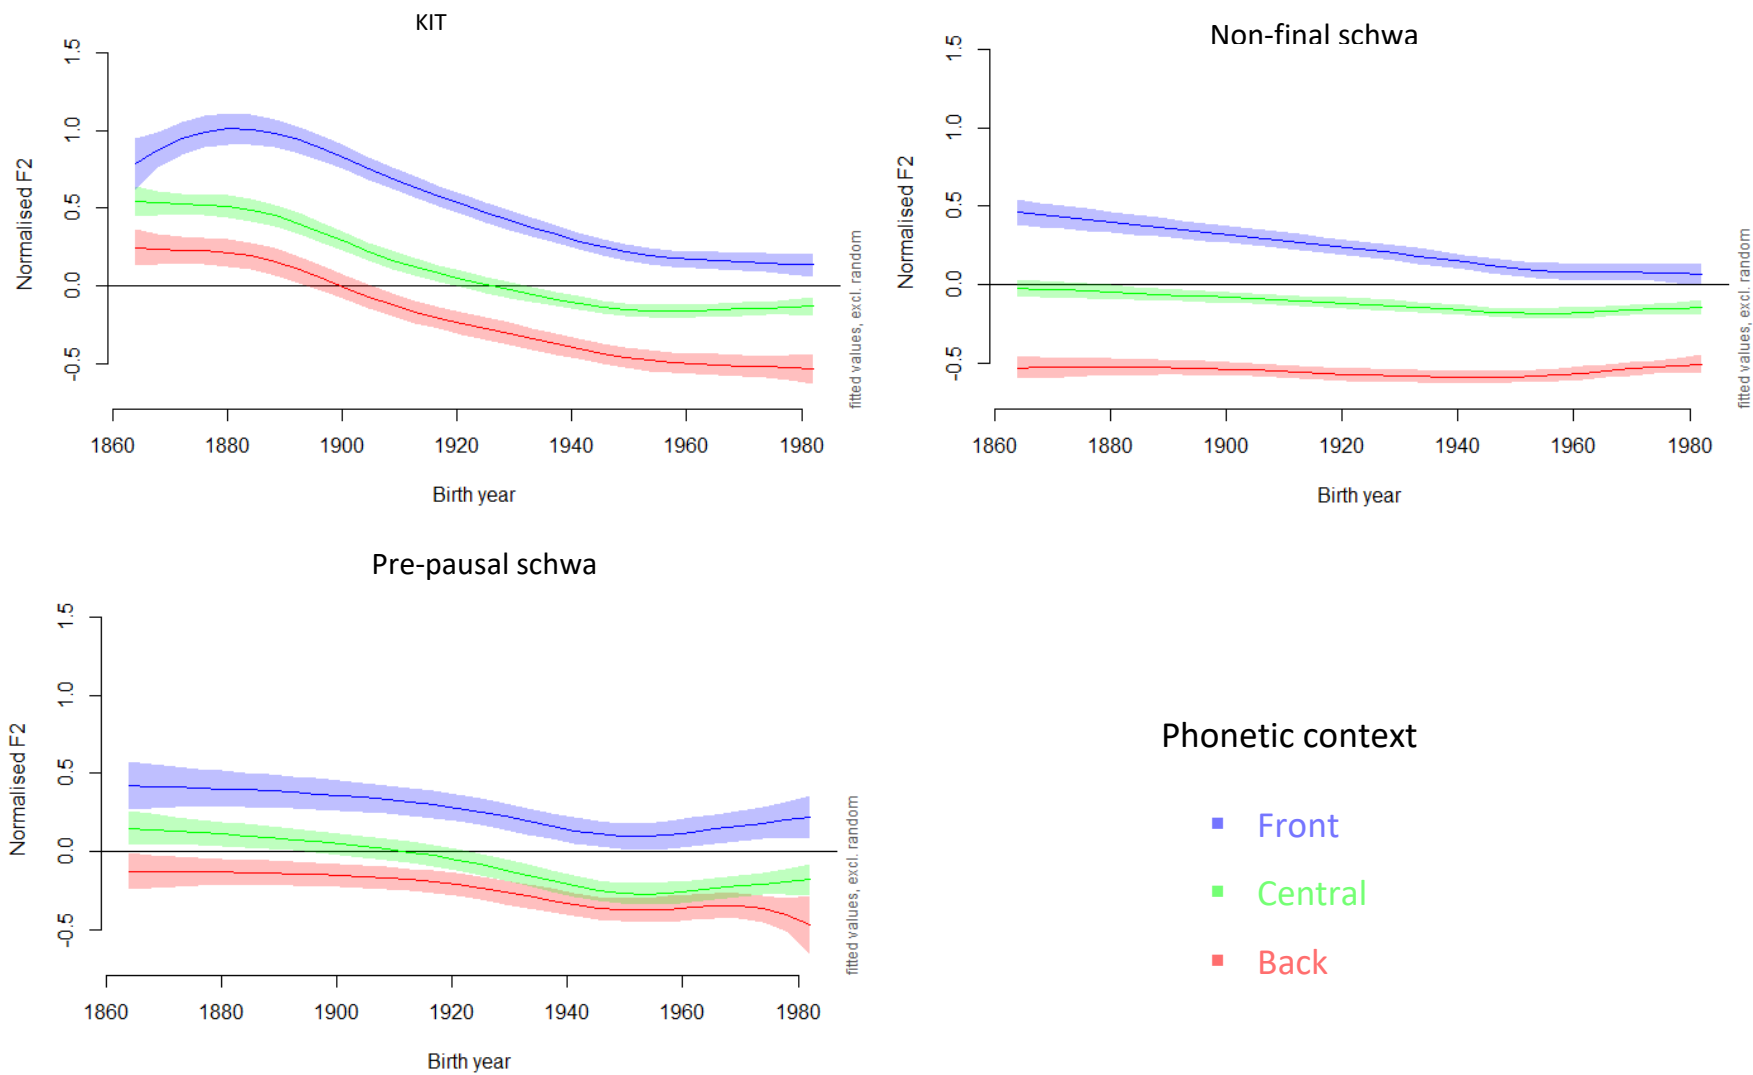 KIT
1.5
1.0
0.5
0.0
-0.5
Normalised F2
1860 1880 1900 1920 1940 1960 1980
Birth year
fitted values, excl. random
Non-final schwa
1.5
1.0
0.5
0.0
-0.5
Normalised F2
1860 1880 1900 1920 1940 1960 1980
Birth year
fitted values, excl. random
Pre-pausal schwa
1.5
1.0
0.5
0.0
-0.5
Normalised F2
1860 1880 1900 1920 1940 1960 1980
Birth year
fitted values, excl. random
Phonetic context
Front
Central
Back